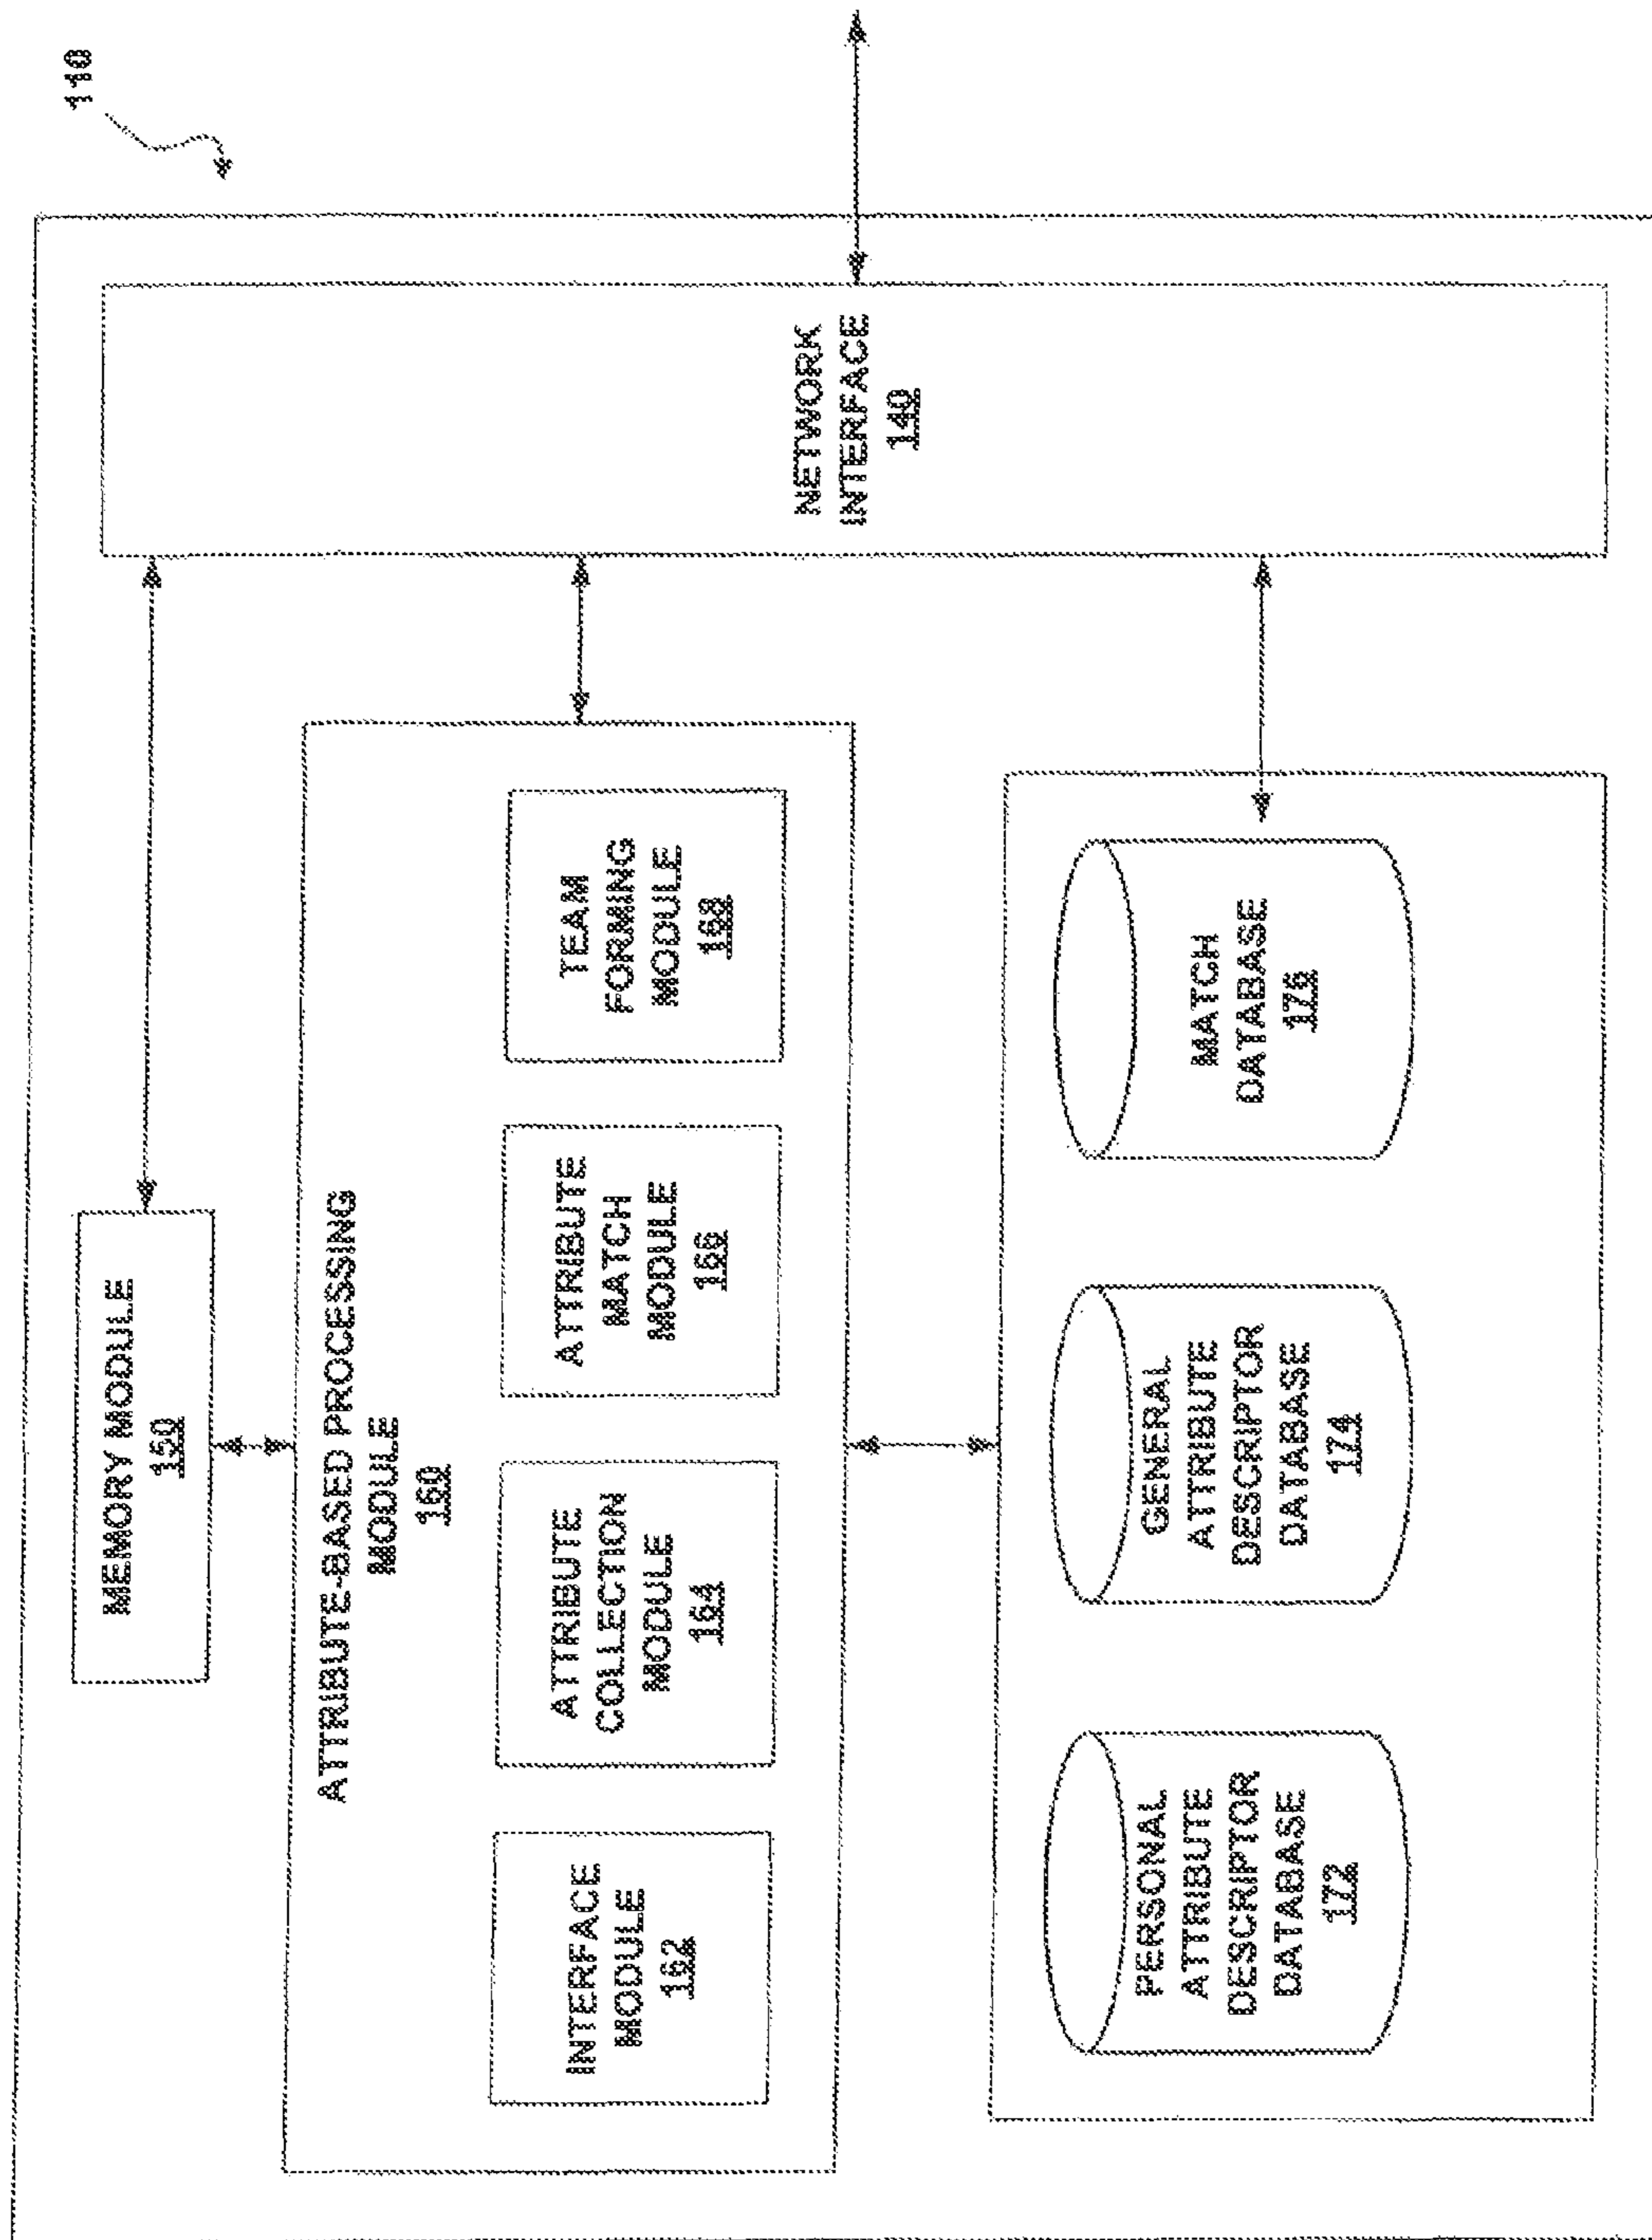 110
MEMORY MODULE
150
ATTRIBUTE-BASED PROCESSING
MODULE
160
INTERFACE
MODULE
162
ATTRIBUTE
COLLECTION
MODULE
164
ATTRIBUTE
MATCH
MODULE
166
TEAM
FORMING
MODULE
168
PERSONAL
ATTRIBUTE
DESCRIPTOR
DATABASE
172
GENERAL
ATTRIBUTE
DESCRIPTOR
DATABASE
174
MATCH
DATABASE
176
NETWORK
INTERFACE
140